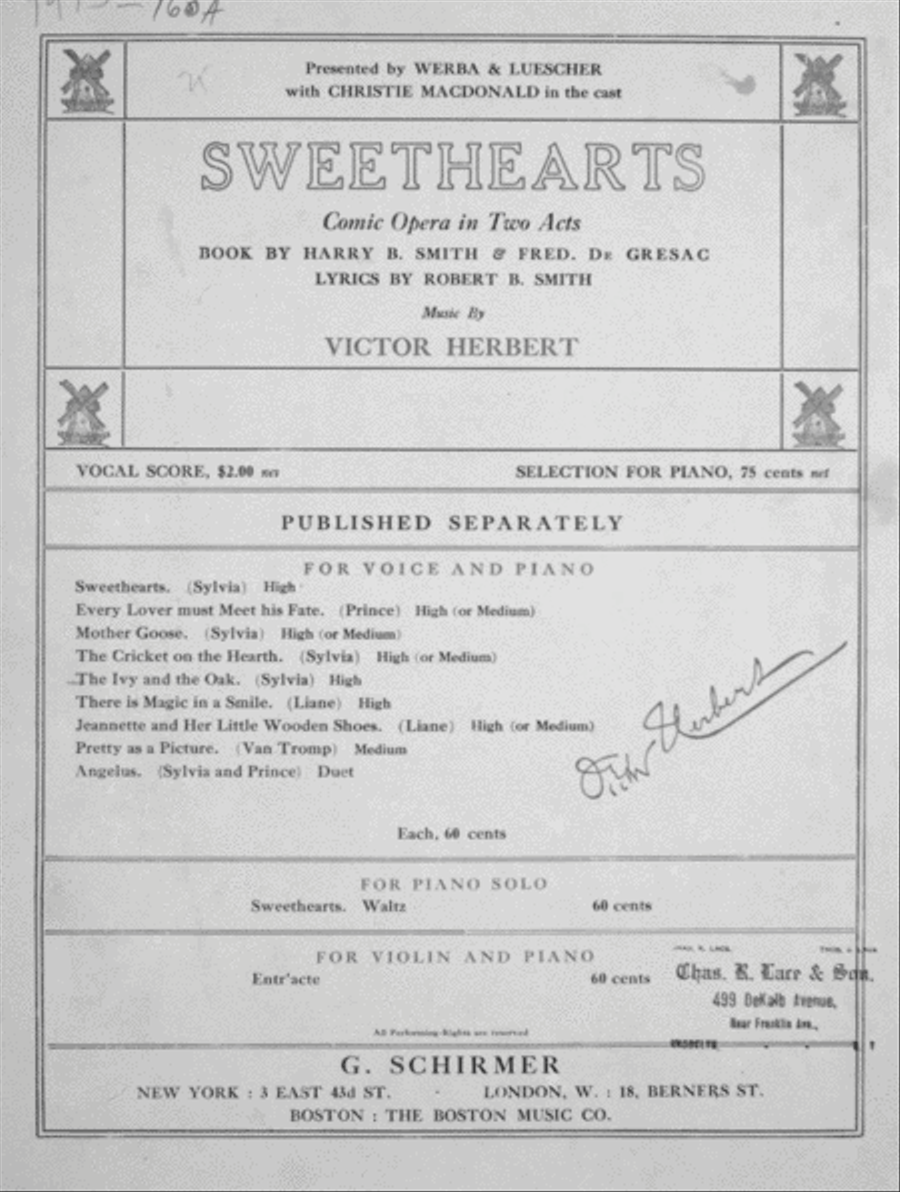 160A
Presented by WERBA & LUESCHER
with CHRISTIE MACDONALD in the cast
SWEETHEARTS
Comic Opera in Two Acts
BOOK BY HARRY B. SMITH & FRED. DE GRESAC
LYRICS BY ROBERT B. SMITH
Music By
VICTOR HERBERT
VOCAL SCORE, $2.00 net SELECTION FOR PIANO, 75 cents net
PUBLISHED SEPARATELY
FOR VOICE AND PIANO
Sweethearts. (Sylvia) High
Every Lover must Meet his Fate. (Prince) High (or Medium)
Mother Goose. (Sylvia) High (or Medium)
The Cricket on the Hearth. (Sylvia) High (or Medium)
The Ivy and the Oak. (Sylvia) High
There is Magic in a Smile. (Liane) High
Jeannette and Her Little Wooden Shoes. (Liane) High (or Medium)
Pretty as a Picture. (Van Tromp) Medium
Angelus. (Sylvia and Prince) Duet
Victor Herbert
Each, 60 cents
FOR PIANO SOLO
Sweethearts. Waltz 60 cents
FOR VIOLIN AND PIANO
Entr'acte 60 cents
CHAS. R. LACE.
Chas. R. Lace & Son.
499 DeKalb Avenue,
Near Franklin Ave.,
BROOKLYN
All Performing-Rights are reserved
G. SCHIRMER
NEW YORK : 3 EAST 43d ST. · LONDON, W. : 18, BERNERS ST.
BOSTON : THE BOSTON MUSIC CO.